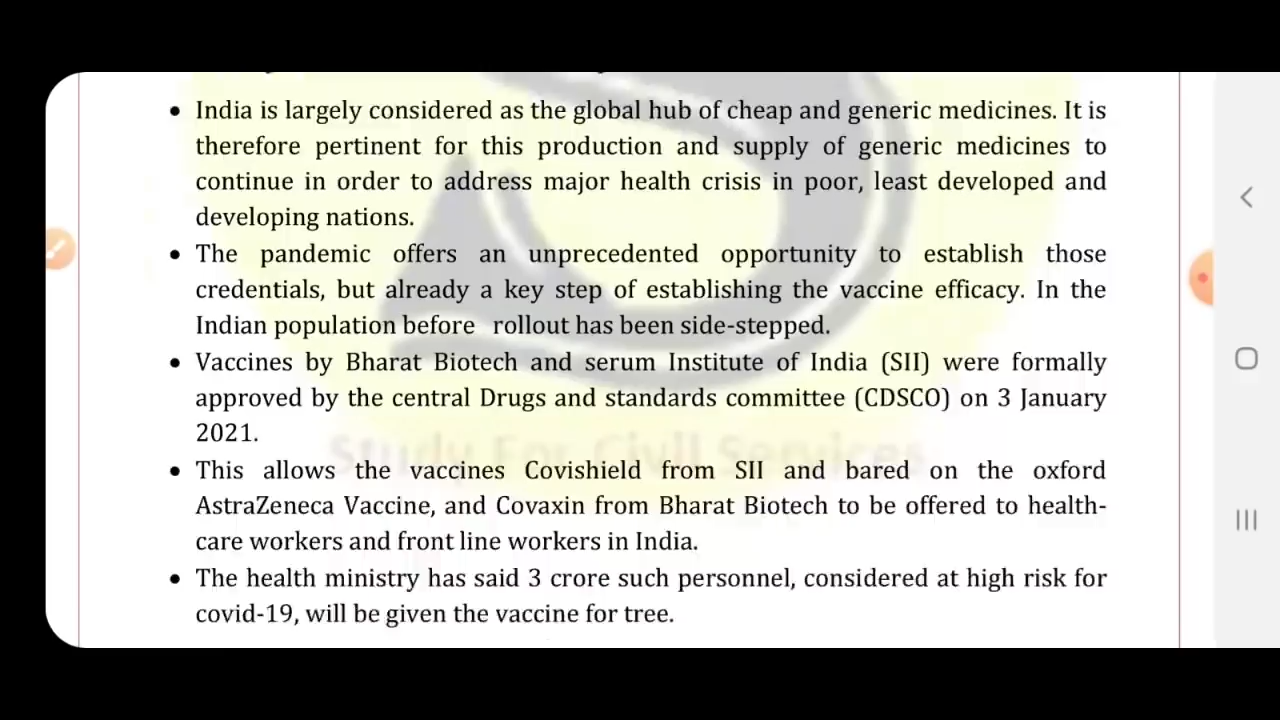 • India is largely considered as the global hub of cheap and generic medicines. It is
therefore pertinent for this production and supply of generic medicines to
continue in order to address major health crisis in poor, least developed and
developing nations.
• The pandemic offers an unprecedented opportunity to establish those
credentials, but already a key step of establishing the vaccine efficacy. In the
Indian population before rollout has been side-stepped.
• Vaccines by Bharat Biotech and serum Institute of India (SII) were formally
approved by the central Drugs and standards committee (CDSCO) on 3 January
2021.
Study For Civil Services
• This allows the vaccines Covishield from SII and bared on the oxford
AstraZeneca Vaccine, and Covaxin from Bharat Biotech to be offered to health-
care workers and front line workers in India.
• The health ministry has said 3 crore such personnel, considered at high risk for
covid-19, will be given the vaccine for tree.